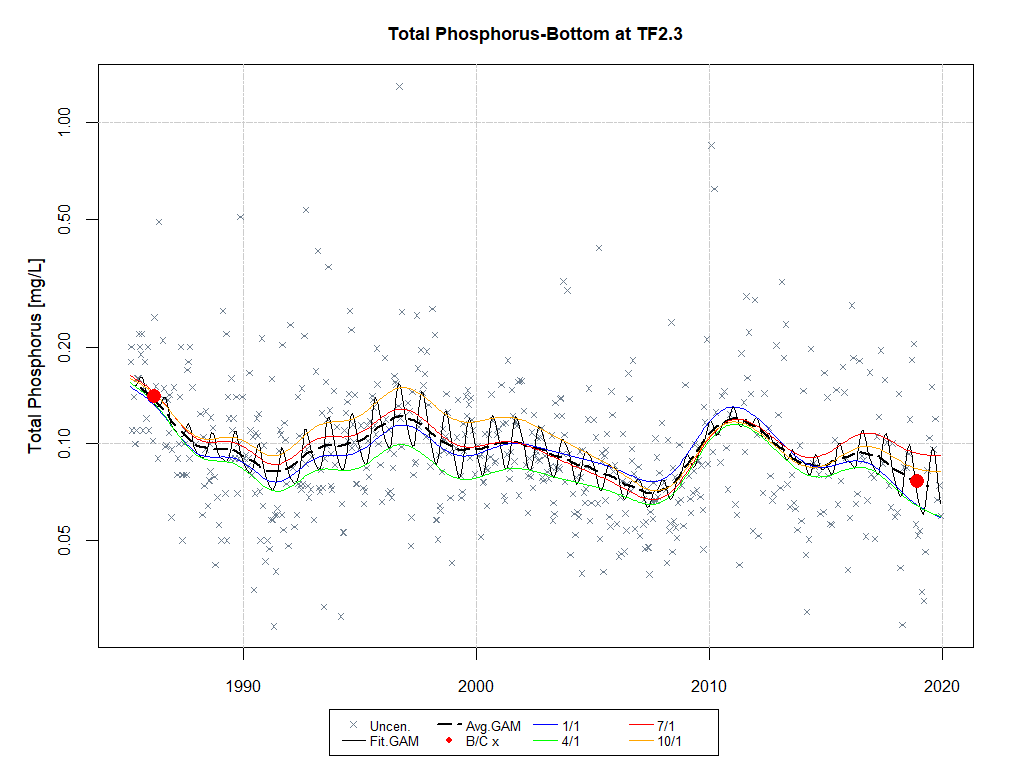 Total Phosphorus-Bottom at TF2.3
Total Phosphorus [mg/L]
1.00
0.50
0.20
0.10
0.05
1990 2000 2010 2020
Uncen. Avg.GAM 1/1 7/1
Fit.GAM B/C x 4/1 10/1